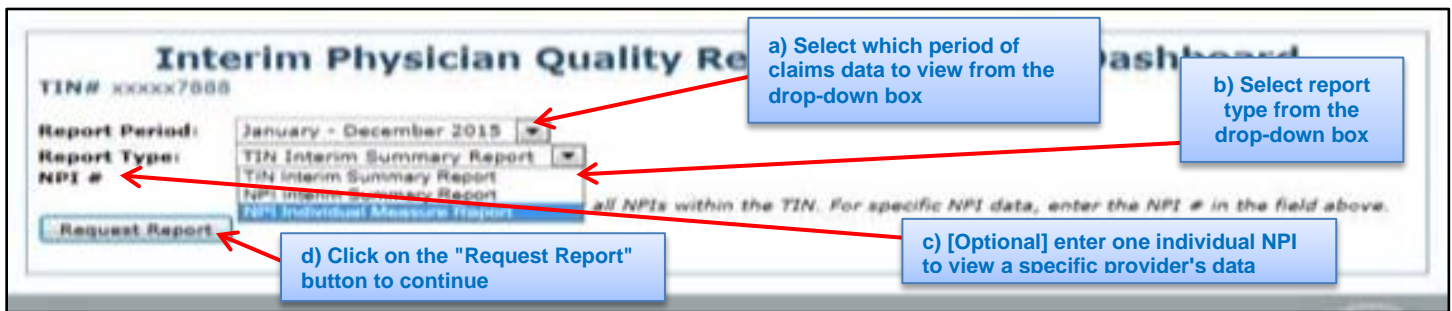 Interim Physician Quality Re
ashboard
a) Select which period of
claims data to view from the
drop-down box
TIN# xxxxx7888
b) Select report
type from the
drop-down box
Report Period: January - December 2015
Report Type: TIN Interim Summary Report
NPI # TIN Interim Summary Report
NPI Interim Summary Report
NPI Individual Measure Report
all NPIs within the TIN. For specific NPI data, enter the NPI # in the field above.
Request Report
d) Click on the "Request Report"
button to continue
c) [Optional] enter one individual NPI
to view a specific provider's data